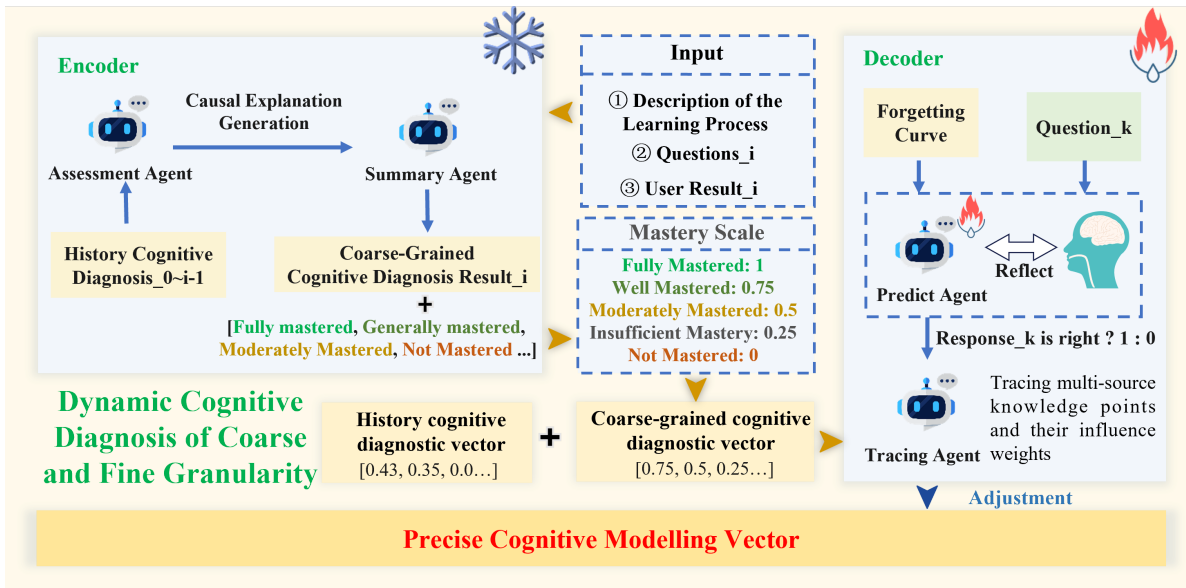 Encoder
Causal Explanation
Generation
Assessment Agent
Summary Agent
History Cognitive
Diagnosis_0~i-1
Coarse-Grained
Cognitive Diagnosis Result_i
+
[Fully mastered, Generally mastered,
Moderately Mastered, Not Mastered ...]
Input
① Description of the
Learning Process
② Questions_i
③ User Result_i
Mastery Scale
Fully Mastered: 1
Well Mastered: 0.75
Moderately Mastered: 0.5
Insufficient Mastery: 0.25
Not Mastered: 0
Decoder
Forgetting
Curve
Question_k
Predict Agent
Reflect
Response_k is right ? 1 : 0
Tracing Agent
Tracing multi-source
knowledge points
and their influence
weights
Dynamic Cognitive
Diagnosis of Coarse
and Fine Granularity
History cognitive
diagnostic vector
[0.43, 0.35, 0.0…]
+
Coarse-grained cognitive
diagnostic vector
[0.75, 0.5, 0.25…]
Adjustment
Precise Cognitive Modelling Vector